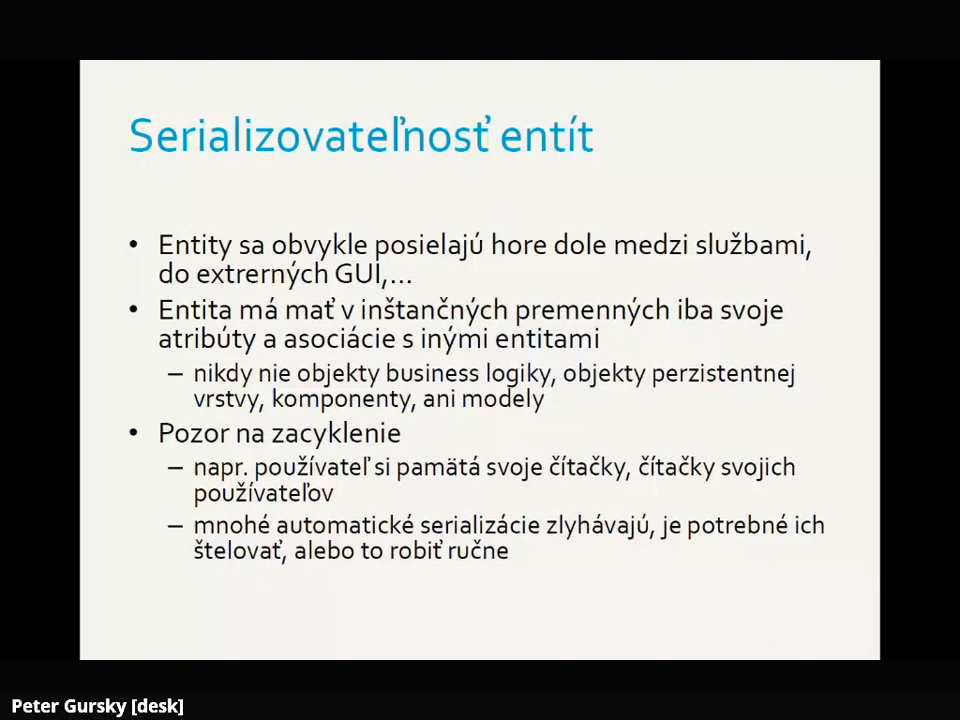 Serializovateľnosť entít
• Entity sa obvykle posielajú hore dole medzi službami,
do extrerných GUI,...
• Entita má mať v inštančných premenných iba svoje
atribúty a asociácie s inými entitami
– nikdy nie objekty business logiky, objekty perzistentnej
vrstvy, komponenty, ani modely
• Pozor na zacyklenie
– napr. používateľ si pamätá svoje čítačky, čítačky svojich
používateľov
– mnohé automatické serializácie zlyhávajú, je potrebné ich
štelovať, alebo to robiť ručne
Peter Gursky [desk]